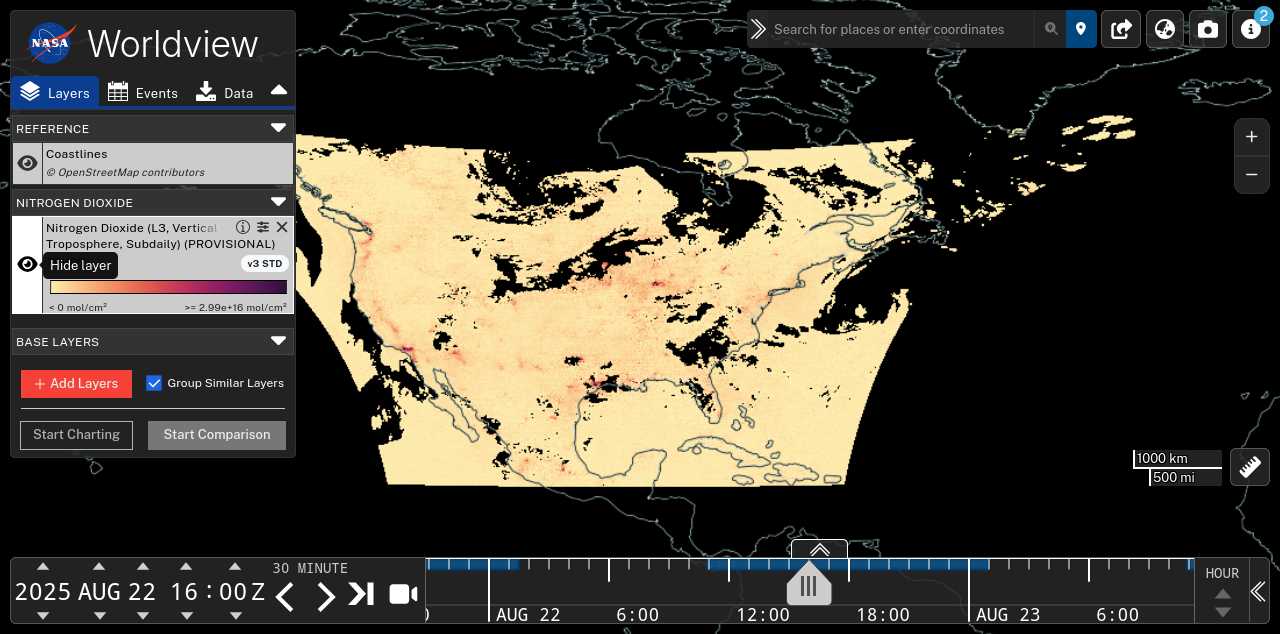 NASA Worldview
Search for places or enter coordinates
2
Layers Events Data
REFERENCE
Coastlines
© OpenStreetMap contributors
NITROGEN DIOXIDE
Nitrogen Dioxide (L3, Vertical
Troposphere, Subdaily) (PROVISIONAL)
Hide layer
v3 STD
< 0 mol/cm² >= 2.99e+16 mol/cm²
BASE LAYERS
+ Add Layers Group Similar Layers
Start Charting Start Comparison
+
−
1000 km
500 mi
30 MINUTE
2025 AUG 22 16 : 00 Z
AUG 22 6:00 12:00 18:00 AUG 23 6:00
HOUR